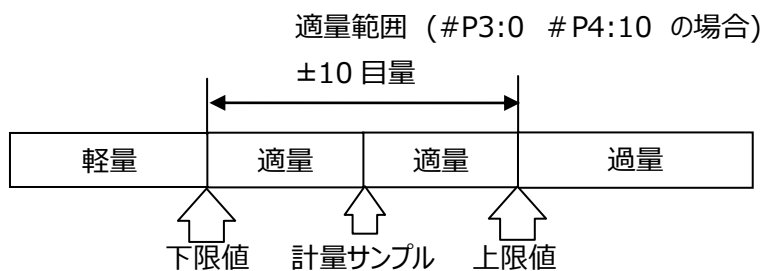 適量範囲 (#P3:0 #P4:10 の場合)
±10 目量
軽量 適量 適量 過量
下限値 計量サンプル 上限値